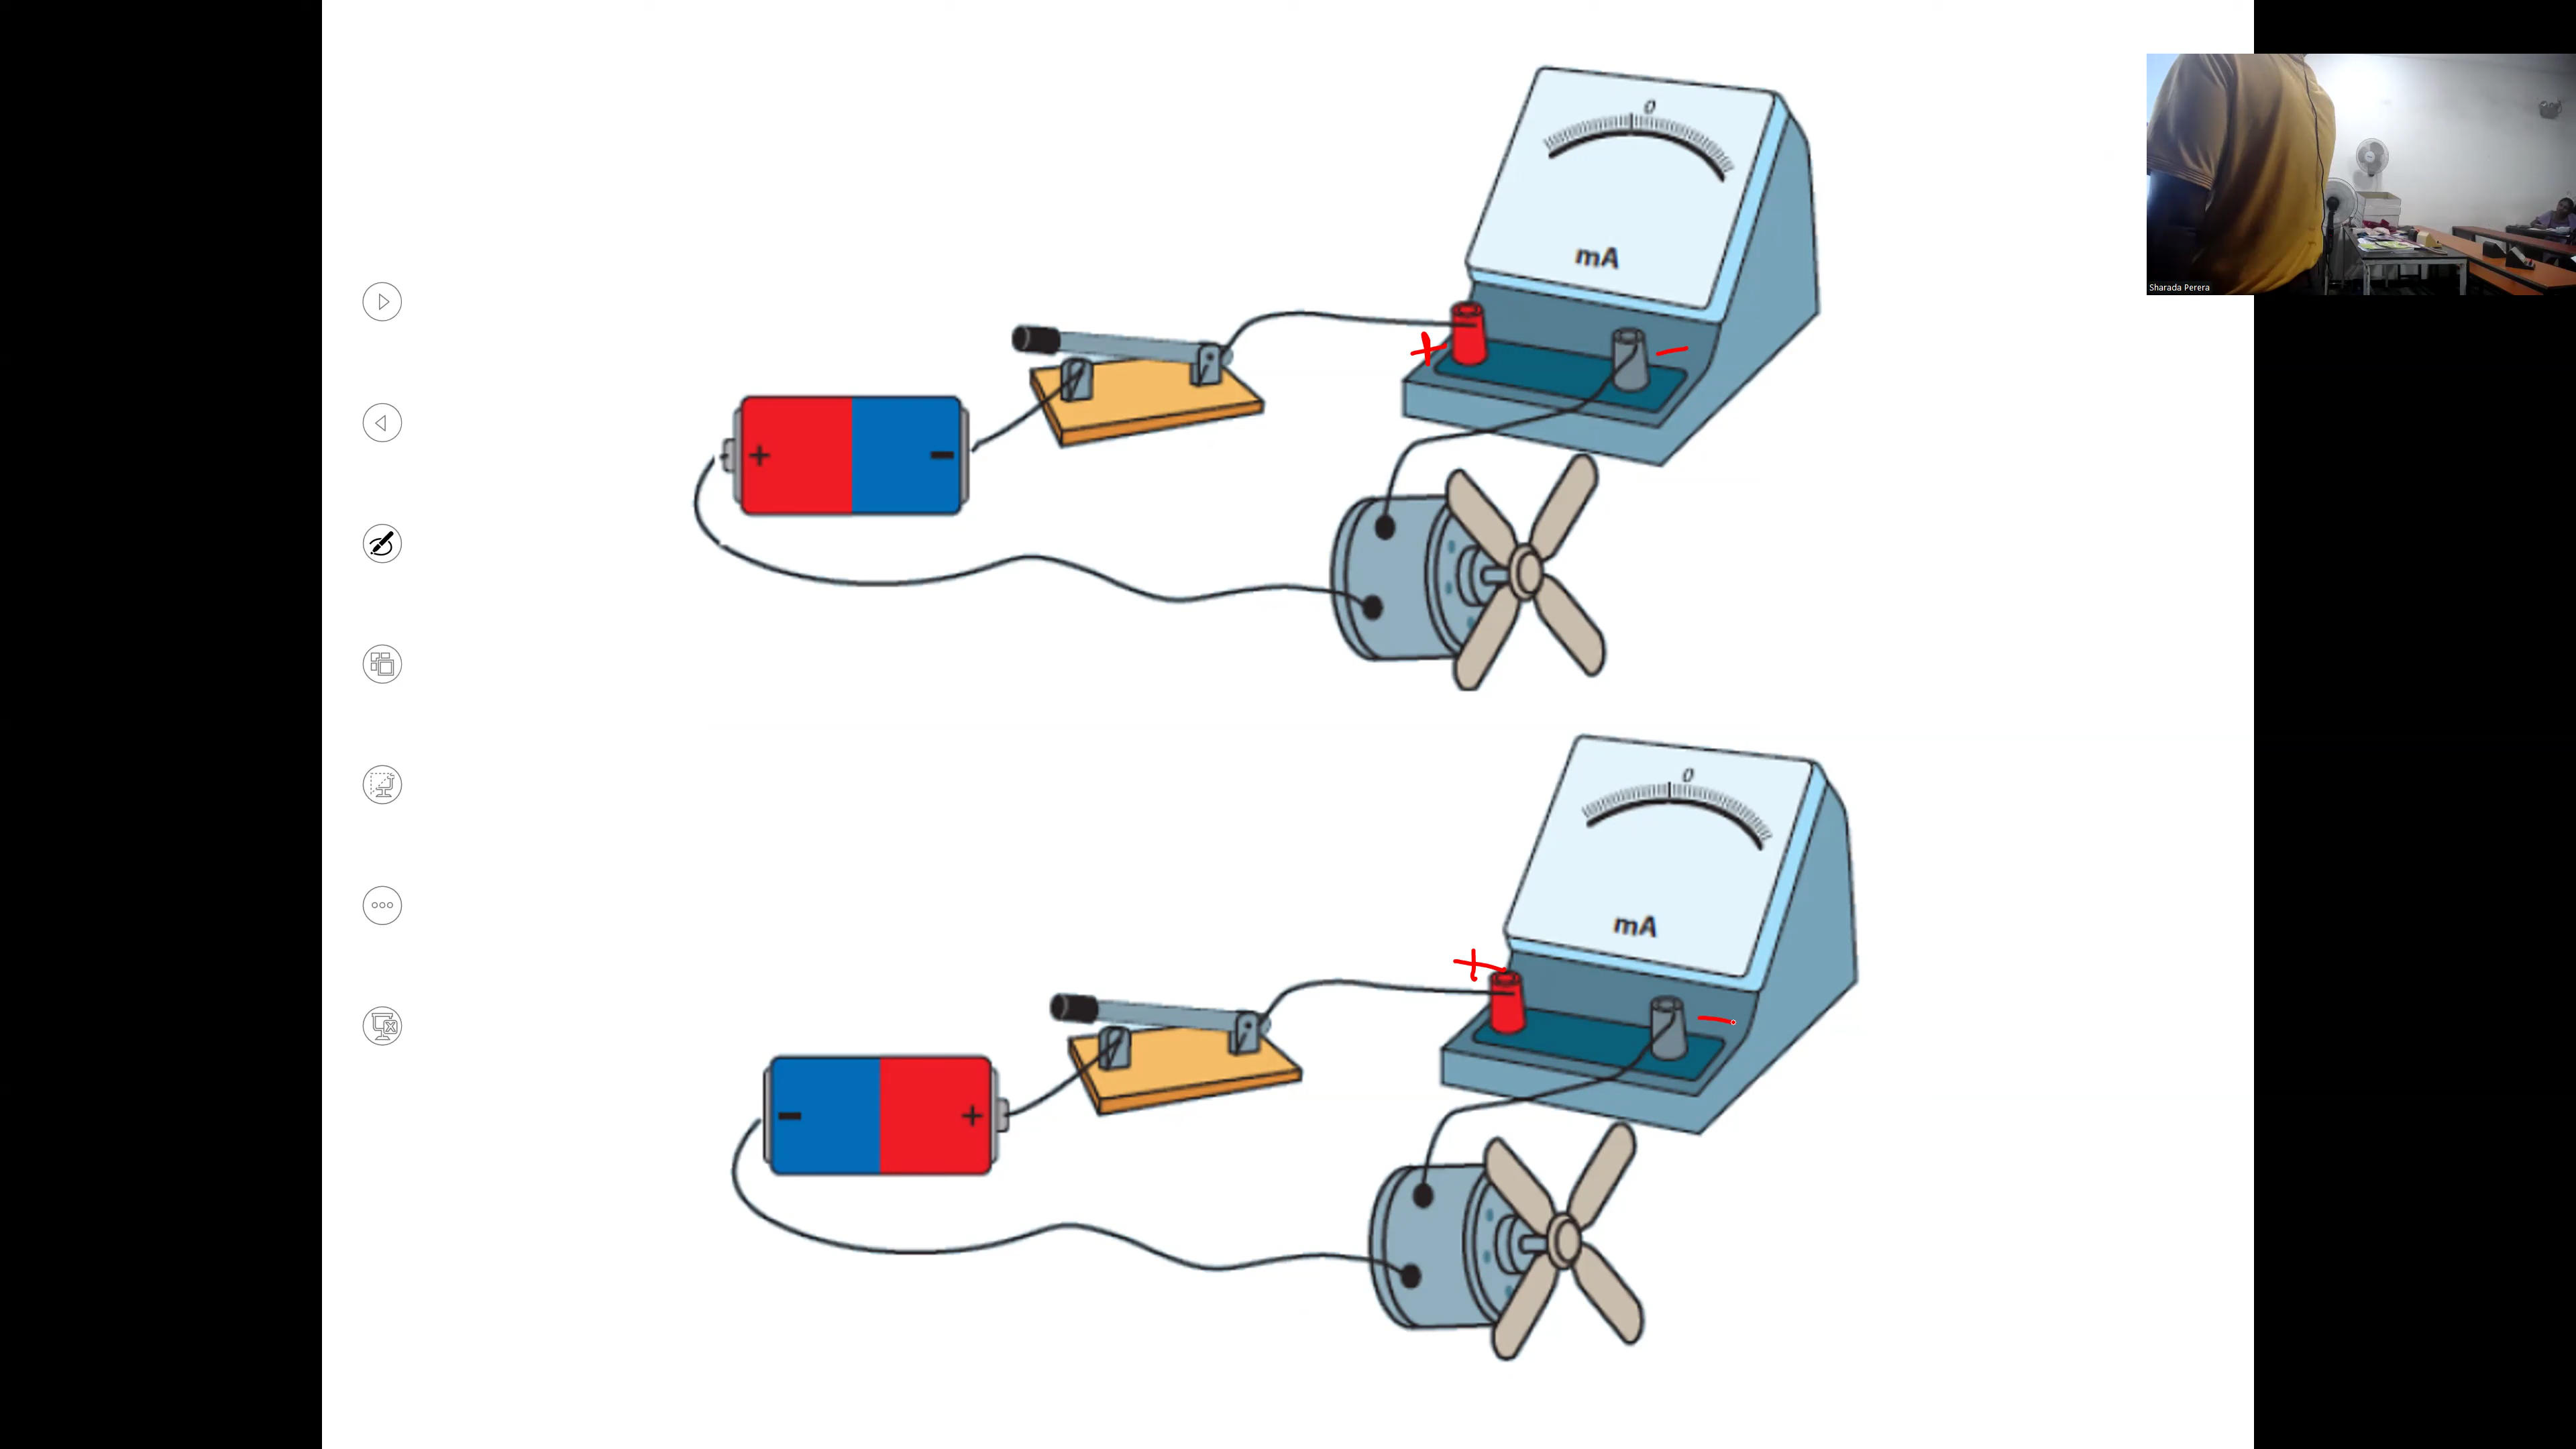 0
mA
+ -
+ -
Sharada Perera
0
mA
+ -
- +